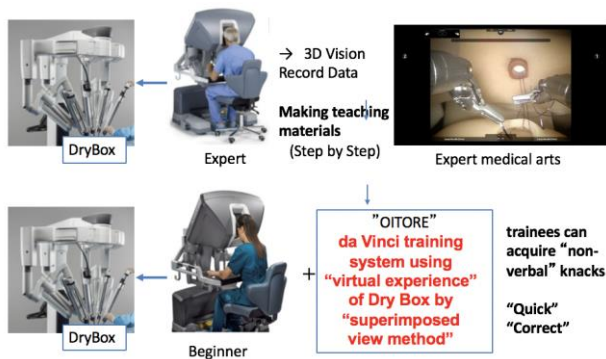 → 3D Vision
Record Data
Making teaching
materials
(Step by Step)
DryBox
Expert
Expert medical arts
2
1
"OITORE"
da Vinci training
system using
“virtual experience”
of Dry Box by
“superimposed
view method”
+
trainees can
acquire “non-
verbal” knacks
“Quick”
“Correct”
DryBox
Beginner